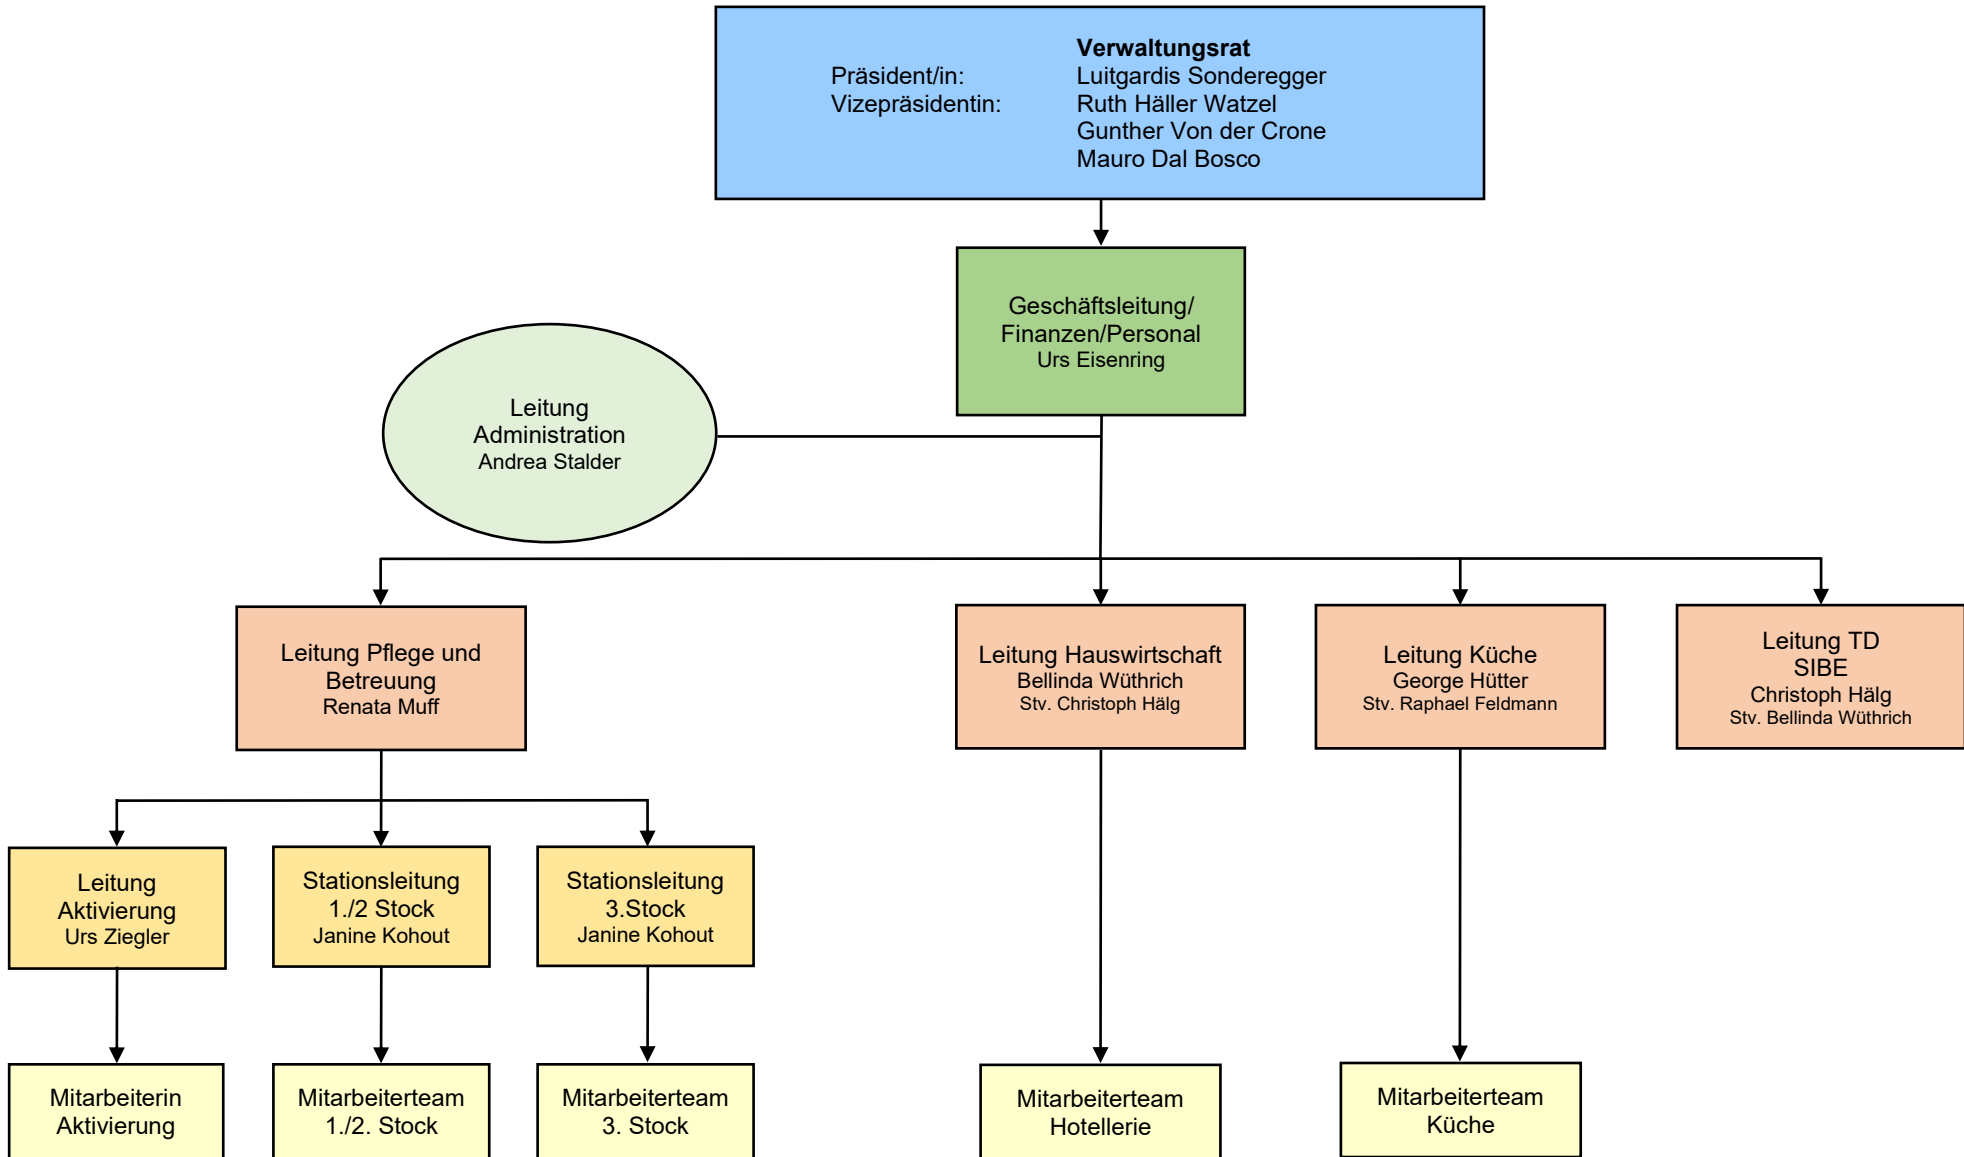 Verwaltungsrat
Präsident/in: Luitgardis Sonderegger
Vizepräsidentin: Ruth Häller Watzel
Gunther Von der Crone
Mauro Dal Bosco
Geschäftsleitung/
Finanzen/Personal
Urs Eisenring
Leitung
Administration
Andrea Stalder
Leitung Pflege und
Betreuung
Renata Muff
Leitung Hauswirtschaft
Bellinda Wüthrich
Stv. Christoph Hälg
Leitung Küche
George Hütter
Stv. Raphael Feldmann
Leitung TD
SIBE
Christoph Hälg
Stv. Bellinda Wüthrich
Leitung
Aktivierung
Urs Ziegler
Stationsleitung
1./2 Stock
Janine Kohout
Stationsleitung
3.Stock
Janine Kohout
Mitarbeiterin
Aktivierung
Mitarbeiterteam
1./2. Stock
Mitarbeiterteam
3. Stock
Mitarbeiterteam
Hotellerie
Mitarbeiterteam
Küche